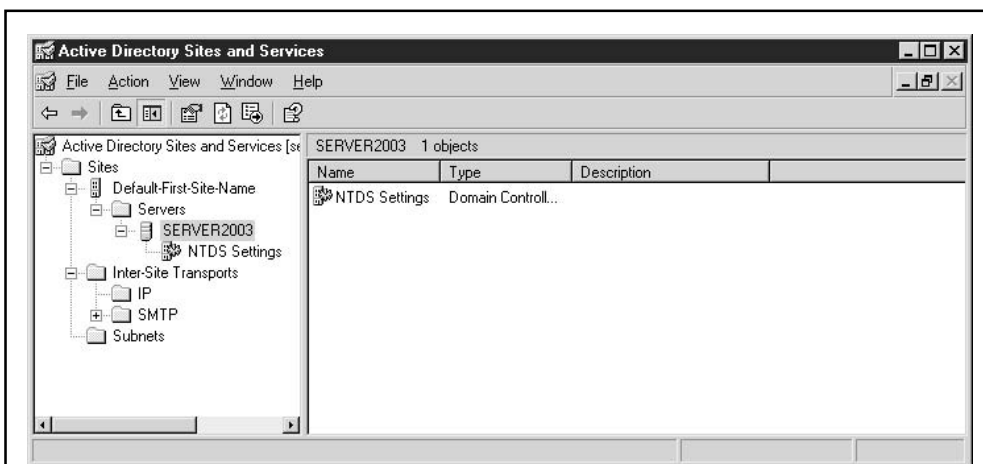 Active Directory Sites and Services
File Action View Window Help
Active Directory Sites and Services [se
SERVER2003 1 objects
Sites
Default-First-Site-Name
Servers
SERVER2003
NTDS Settings
Inter-Site Transports
IP
SMTP
Subnets
Name Type Description
NTDS Settings Domain Controll...